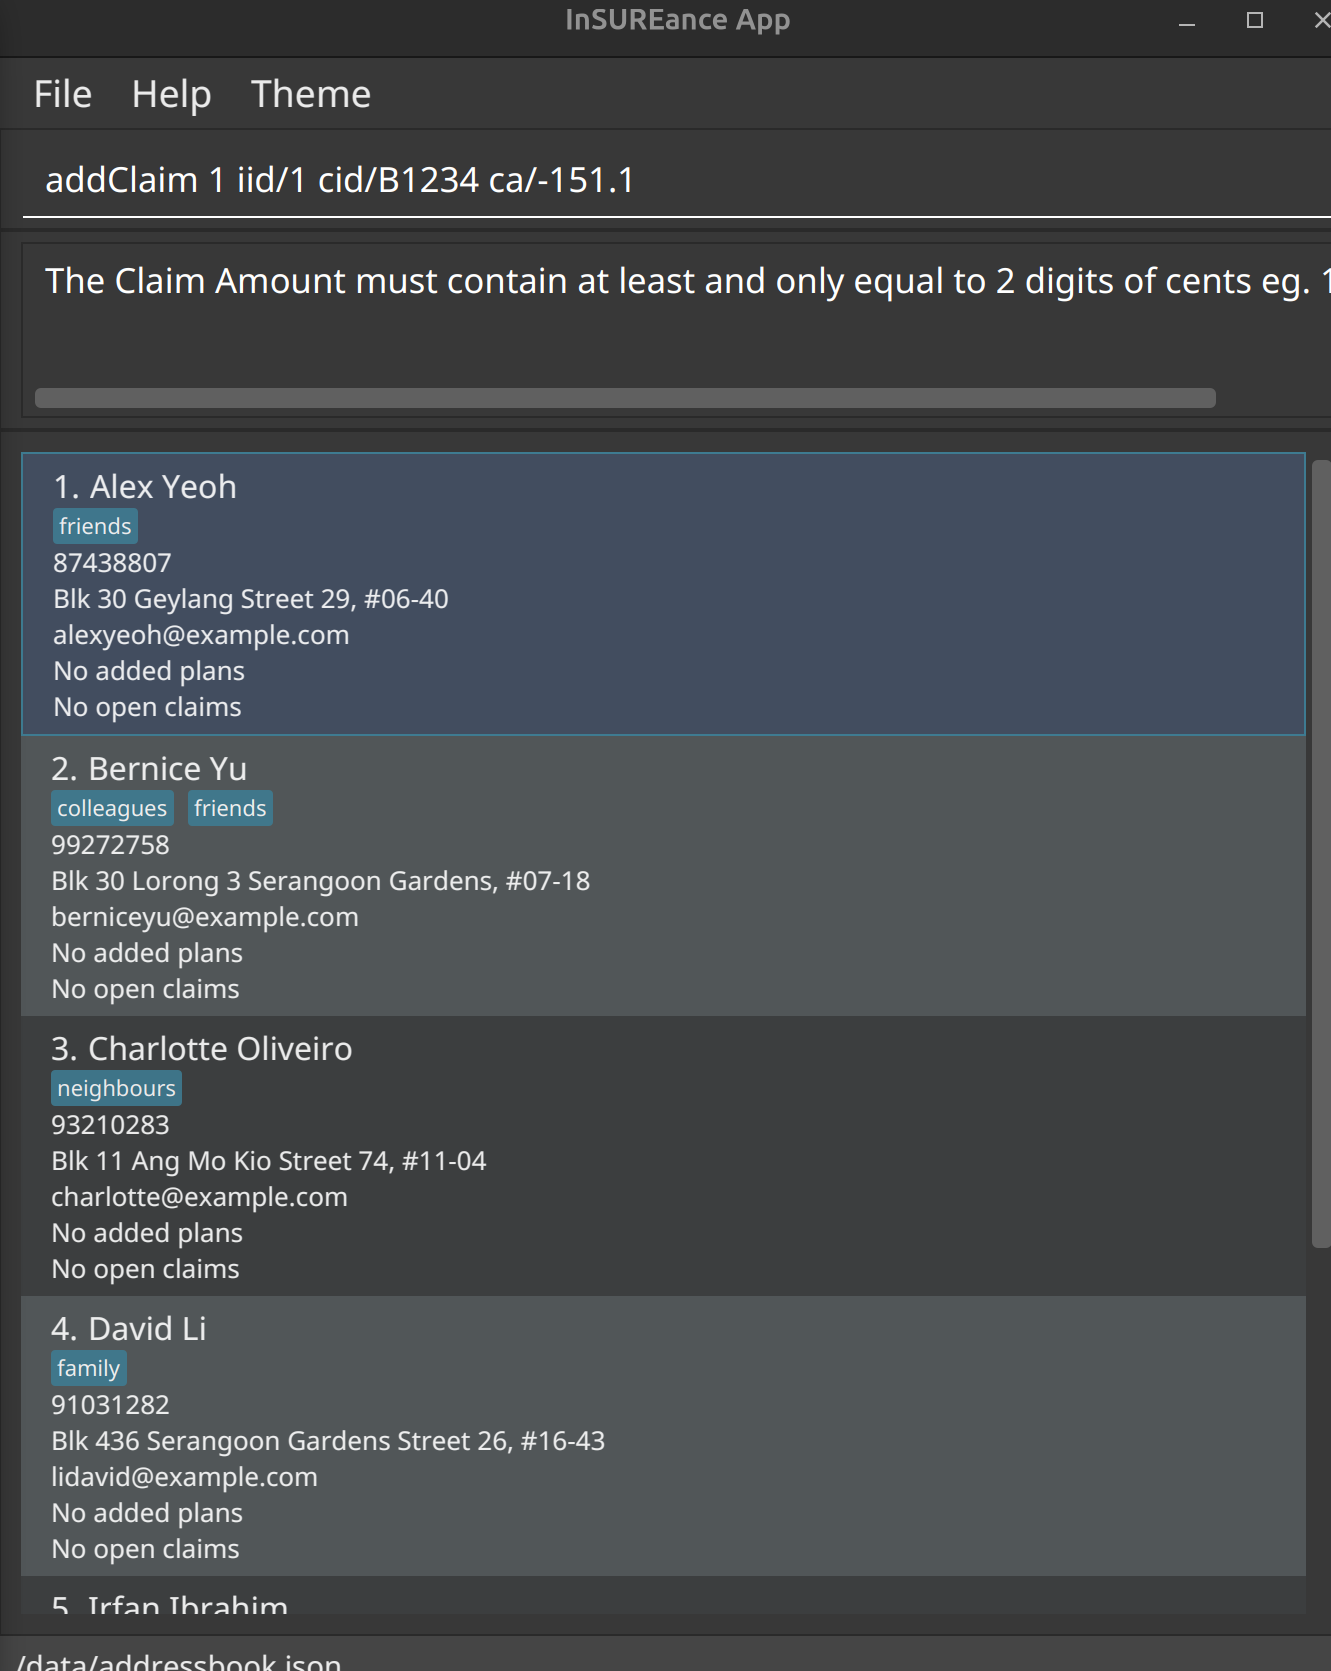 InSUREance App
File Help Theme
addClaim 1 iid/1 cid/B1234 ca/-151.1
The Claim Amount must contain at least and only equal to 2 digits of cents eg. 1
1. Alex Yeoh
friends
87438807
Blk 30 Geylang Street 29, #06-40
alexyeoh@example.com
No added plans
No open claims
2. Bernice Yu
colleagues friends
99272758
Blk 30 Lorong 3 Serangoon Gardens, #07-18
berniceyu@example.com
No added plans
No open claims
3. Charlotte Oliveiro
neighbours
93210283
Blk 11 Ang Mo Kio Street 74, #11-04
charlotte@example.com
No added plans
No open claims
4. David Li
family
91031282
Blk 436 Serangoon Gardens Street 26, #16-43
lidavid@example.com
No added plans
No open claims
5. Irfan Ibrahim
/data/addressbook.json